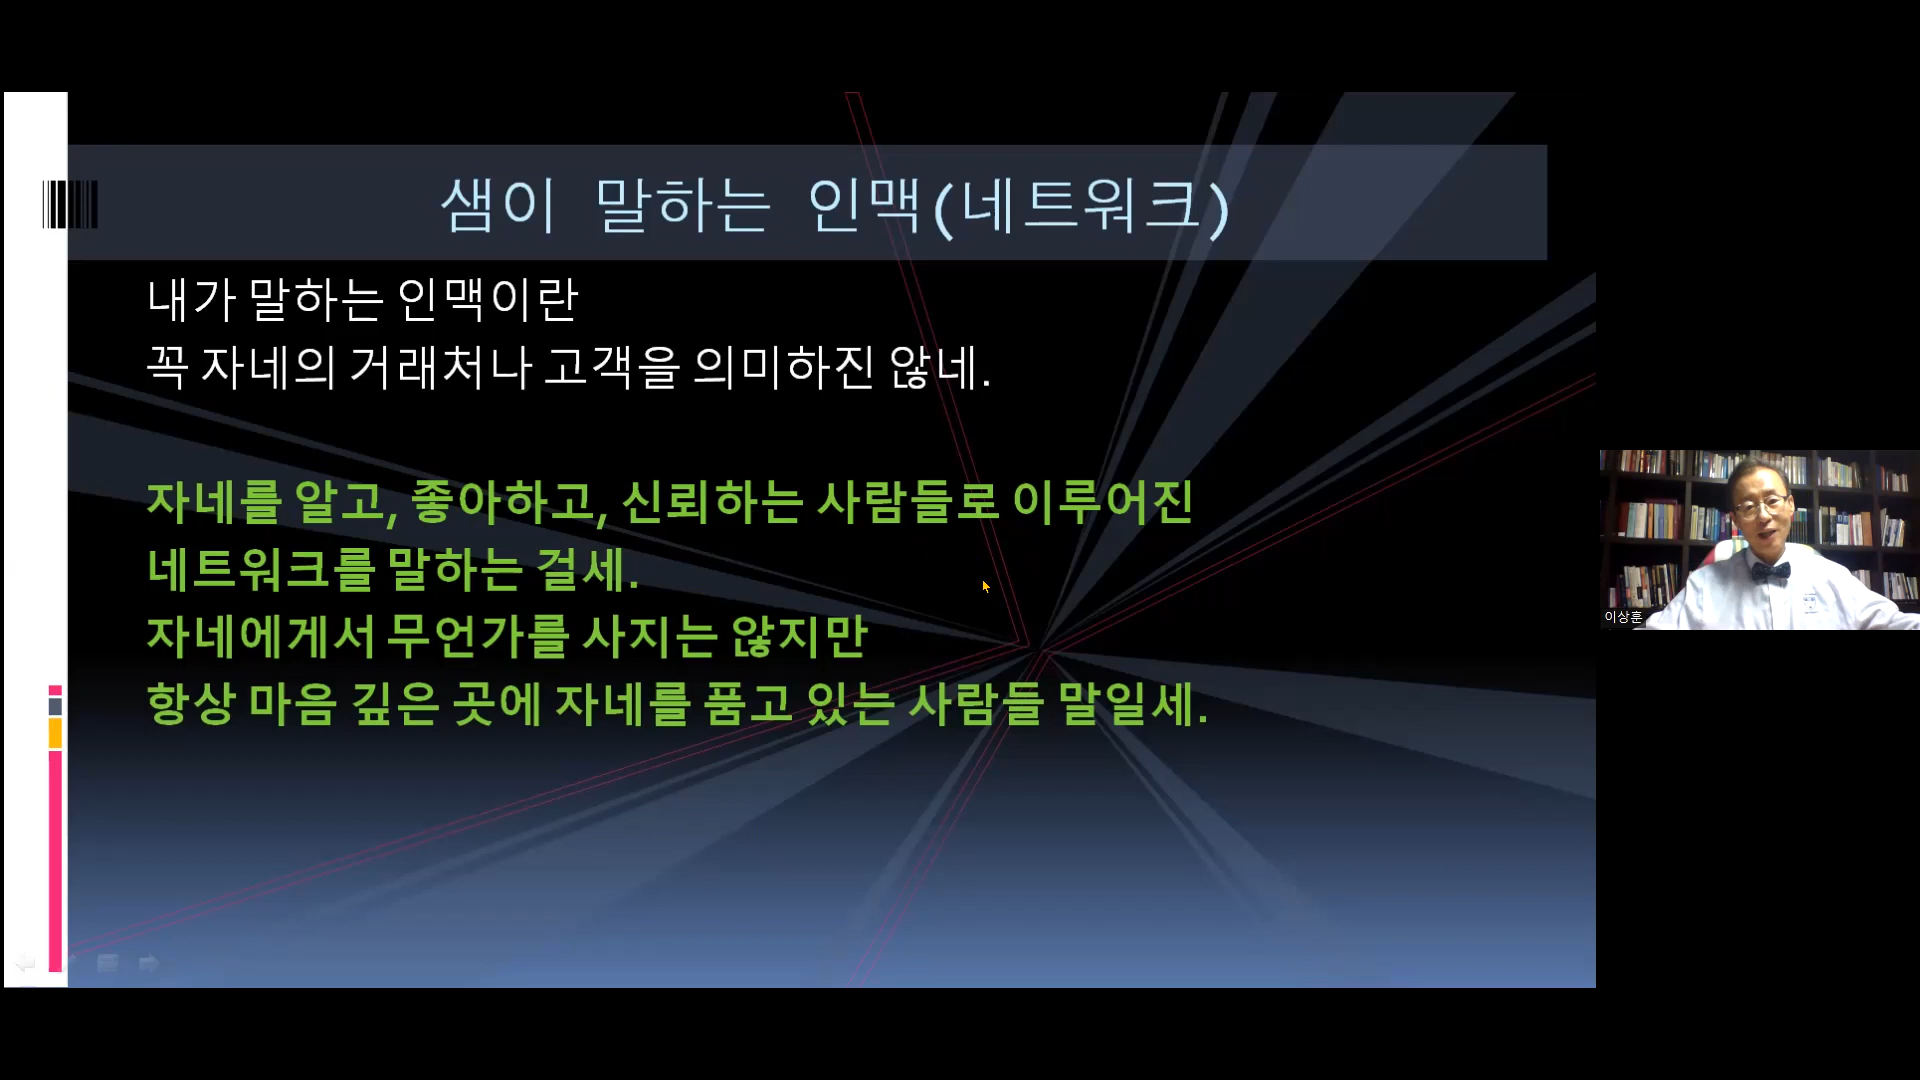 샘이 말하는 인맥(네트워크)
내가 말하는 인맥이란
꼭 자네의 거래처나 고객을 의미하진 않네.
자네를 알고, 좋아하고, 신뢰하는 사람들로 이루어진
네트워크를 말하는 걸세.
자네에게서 무언가를 사지는 않지만
항상 마음 깊은 곳에 자네를 품고 있는 사람들 말일세.
이상훈